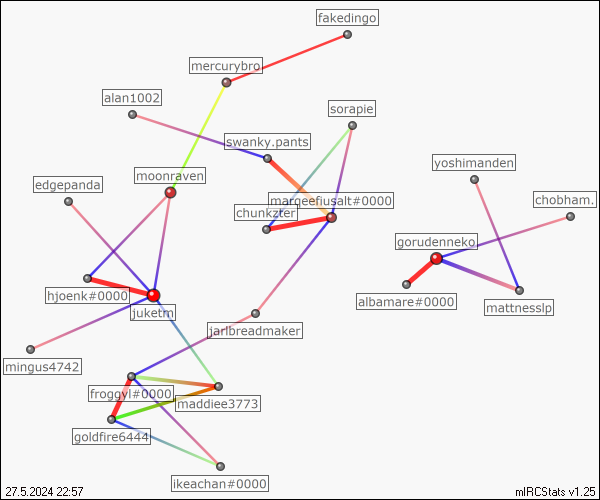 fakedingo
mercurybro
alan1002
sorapie
swanky.pants
yoshimanden
moonraven
edgepanda
chobham.
marqeefiusalt#0000
chunkzter
gorudenneko
hjoenk#0000
albamare#0000
mattnesslp
juketm
jarlbreadmaker
mingus4742
froggyl#0000
maddiee3773
goldfire6444
ikeachan#0000
27.5.2024 22:57
mIRCStats v1.25